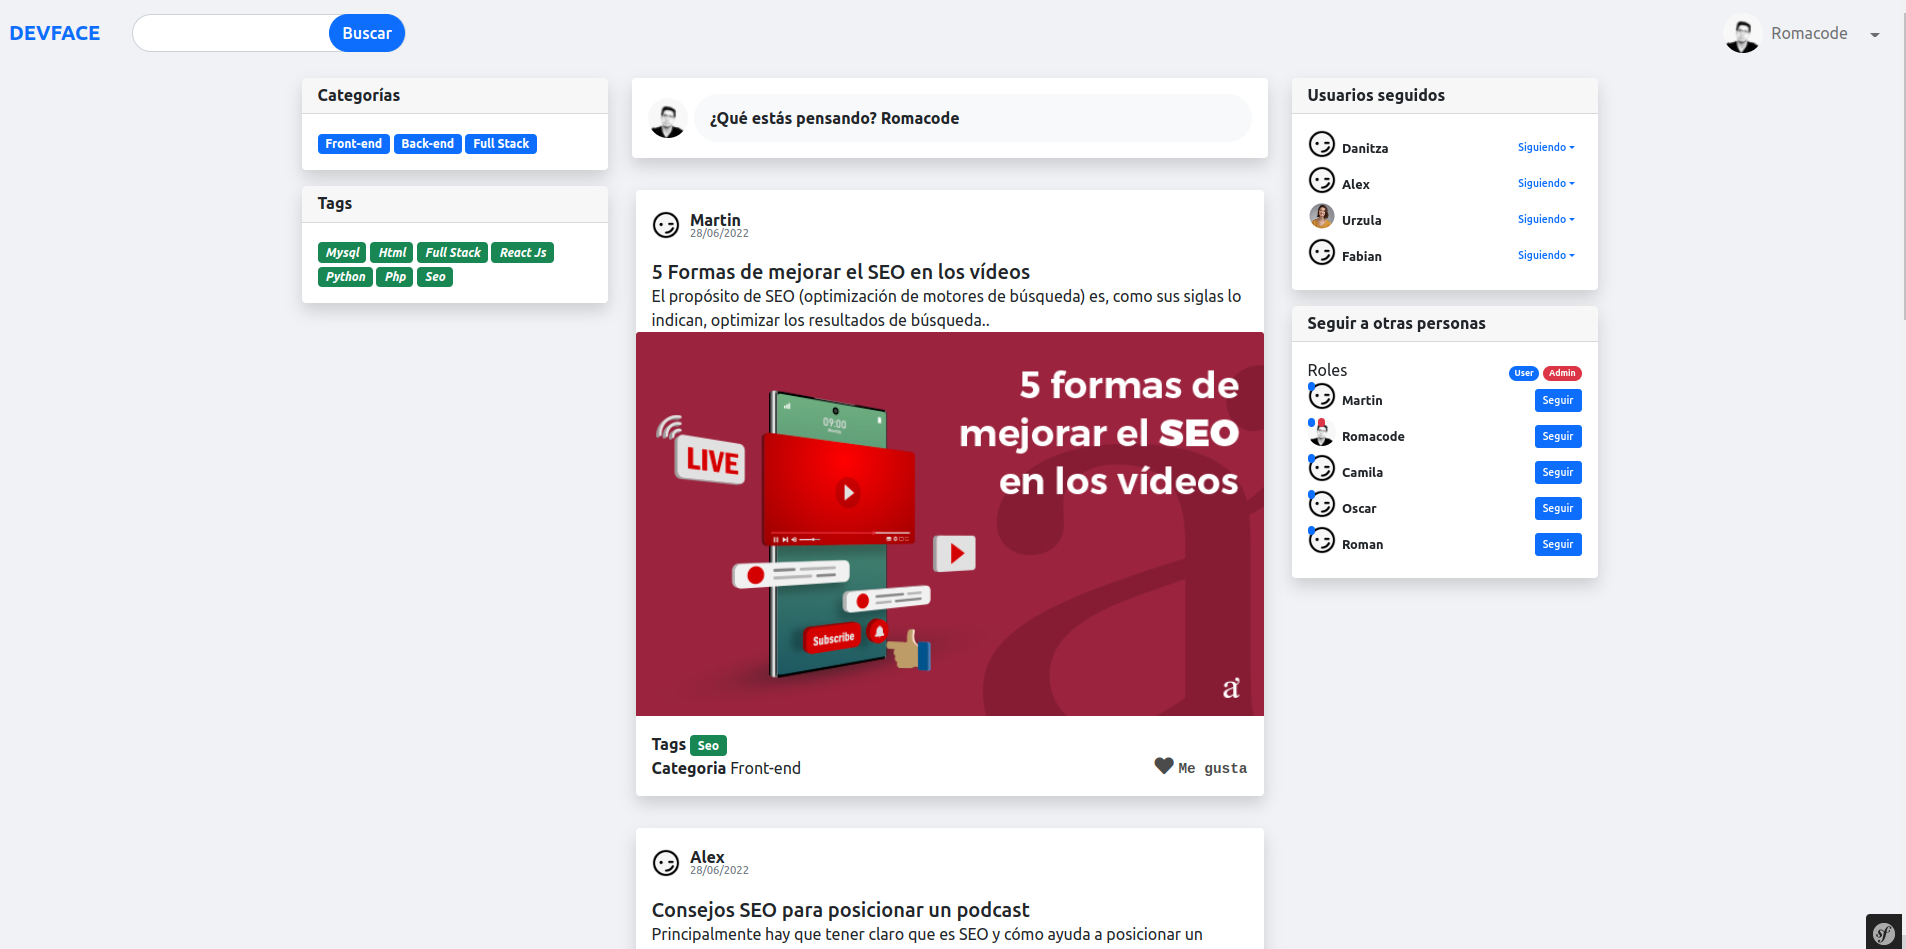 DEVFACE
Buscar
Romacode
Categorías
Front-end Back-end Full Stack
Tags
Mysql Html Full Stack React Js
Python Php Seo
¿Qué estás pensando? Romacode
Martin
28/06/2022
5 Formas de mejorar el SEO en los vídeos
El propósito de SEO (optimización de motores de búsqueda) es, como sus siglas lo
indican, optimizar los resultados de búsqueda..
5 formas de
mejorar el SEO
en los vídeos
09:00
LIVE
Subscribe
a
Tags Seo
Categoria Front-end
Me gusta
Alex
28/06/2022
Consejos SEO para posicionar un podcast
Principalmente hay que tener claro que es SEO y cómo ayuda a posicionar un
Usuarios seguidos
Danitza Siguiendo
Alex Siguiendo
Urzula Siguiendo
Fabian Siguiendo
Seguir a otras personas
Roles User Admin
Martin Seguir
Romacode Seguir
Camila Seguir
Oscar Seguir
Roman Seguir
sf